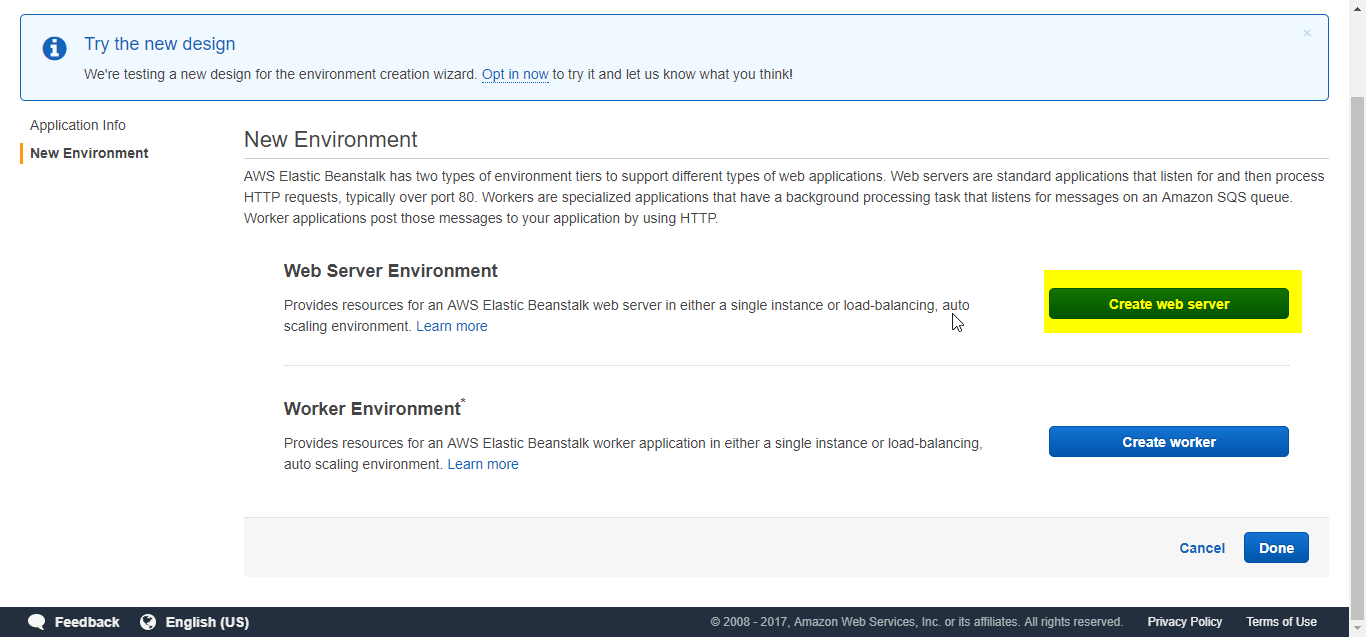 Try the new design
×
We're testing a new design for the environment creation wizard. Opt in now to try it and let us know what you think!
Application Info
New Environment
New Environment
AWS Elastic Beanstalk has two types of environment tiers to support different types of web applications. Web servers are standard applications that listen for and then process
HTTP requests, typically over port 80. Workers are specialized applications that have a background processing task that listens for messages on an Amazon SQS queue.
Worker applications post those messages to your application by using HTTP.
Web Server Environment
Provides resources for an AWS Elastic Beanstalk web server in either a single instance or load-balancing, auto
scaling environment. Learn more
Create web server
Worker Environment*
Provides resources for an AWS Elastic Beanstalk worker application in either a single instance or load-balancing,
auto scaling environment. Learn more
Create worker
Cancel Done
Feedback English (US) © 2008 - 2017, Amazon Web Services, Inc. or its affiliates. All rights reserved. Privacy Policy Terms of Use